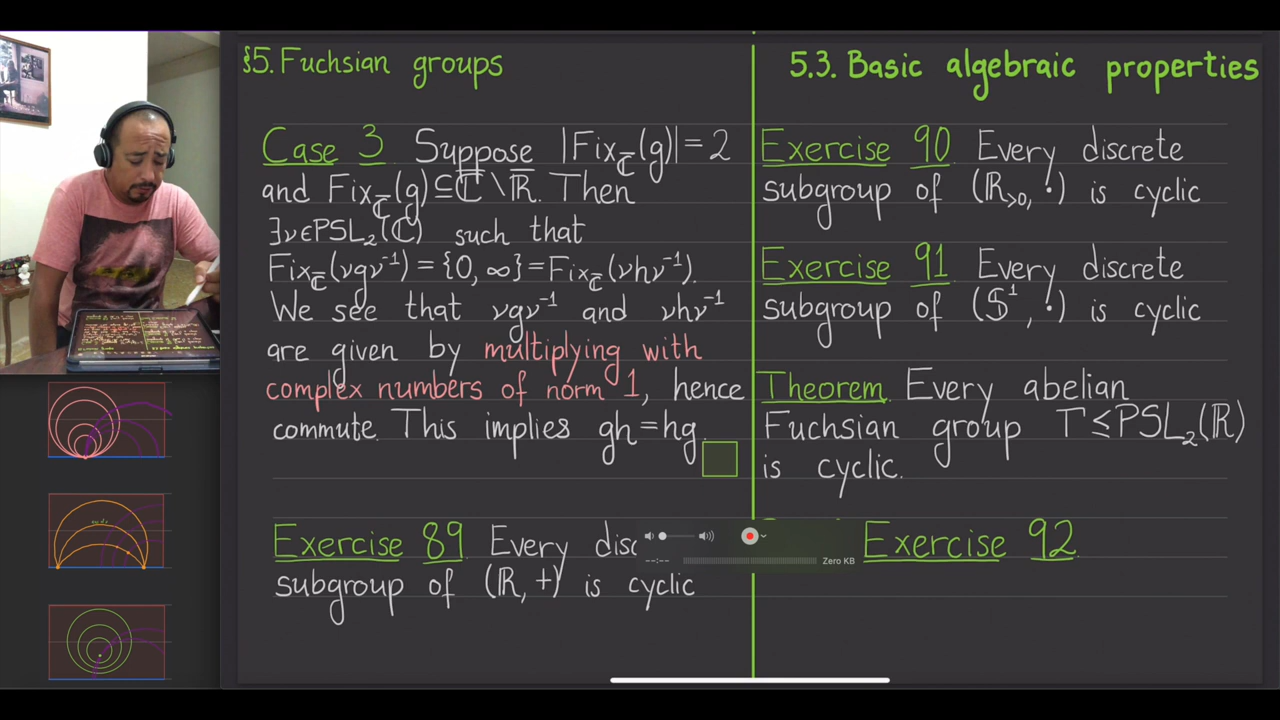 §5. Fuchsian groups
5.3. Basic algebraic properties
Case 3 Suppose |Fix_C̅(g)| = 2
and Fix_C̅(g) ⊆ ℂ \ ℝ̅. Then
∃ν∈PSL₂(ℂ) such that
Fix_C̅(νgν⁻¹) = {0, ∞} = Fix_C̅(νhν⁻¹).
We see that νgν⁻¹ and νhν⁻¹
are given by multiplying with
complex numbers of norm 1, hence
commute. This implies gh = hg.
Exercise 89 Every disc
subgroup of (ℝ, +) is cyclic
Exercise 90 Every discrete
subgroup of (ℝ_{>0}, ·) is cyclic
Exercise 91 Every discrete
subgroup of (𝕊¹, ·) is cyclic
Theorem. Every abelian
Fuchsian group Γ ≤ PSL₂(ℝ)
is cyclic.
Exercise 92
--:--
Zero KB